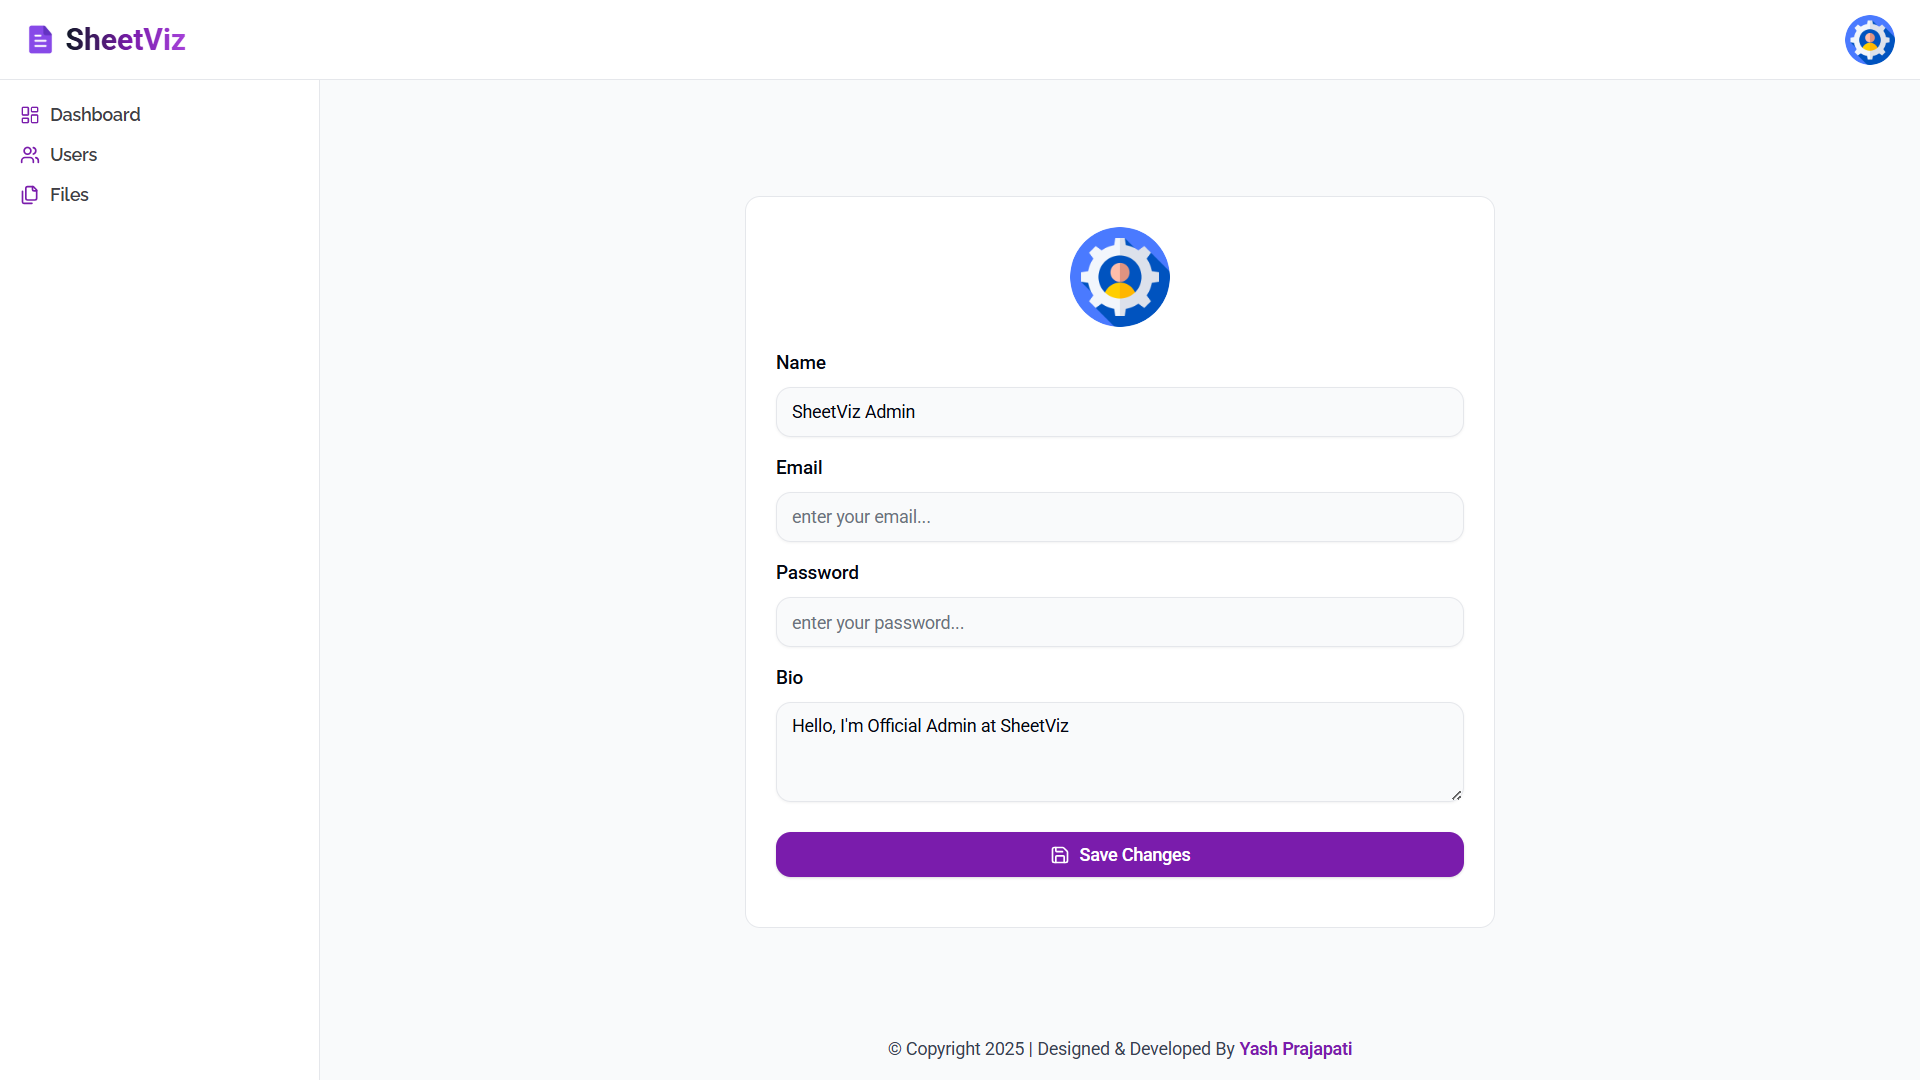 SheetViz
Dashboard
Users
Files
Name
SheetViz Admin
Email
enter your email...
Password
enter your password...
Bio
Hello, I'm Official Admin at SheetViz
Save Changes
© Copyright 2025 | Designed & Developed By Yash Prajapati